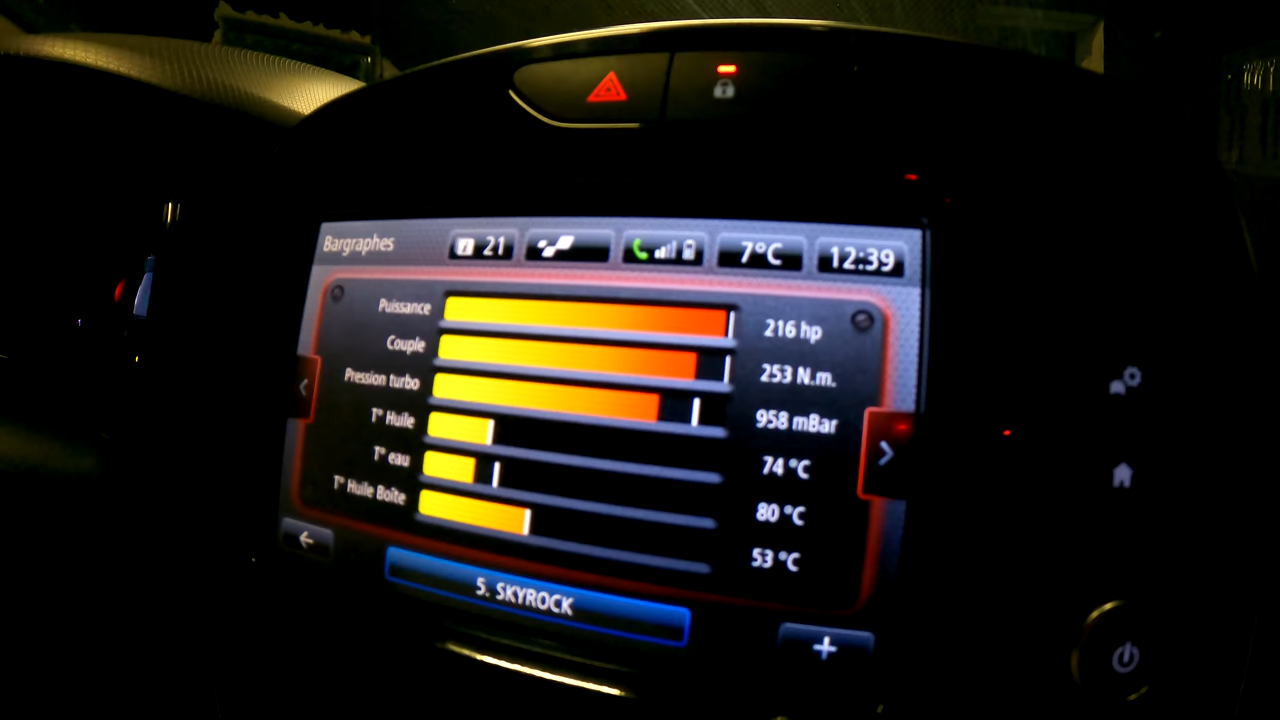 Bargraphes 21 7°C 12:39
Puissance 216 hp
Couple 253 N.m.
Pression turbo 958 mBar
T° Huile 74 °C
T° eau 80 °C
T° Huile Boîte 53 °C
5. SKYROCK
+